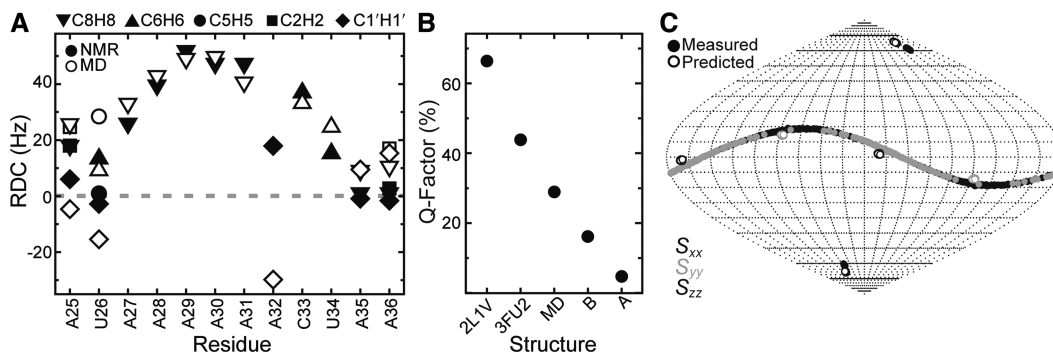 A
C8H8 C6H6 C5H5 C2H2 C1'H1'
NMR
MD
RDC (Hz)
40
20
0
-20
A25 U26 A27 A28 A29 A30 A31 A32 C33 U34 A35 A36
Residue
B
Q-Factor (%)
60
40
20
2L1V 3FU2 MD B A
Structure
C
Measured
Predicted
Sxx
Syy
Szz